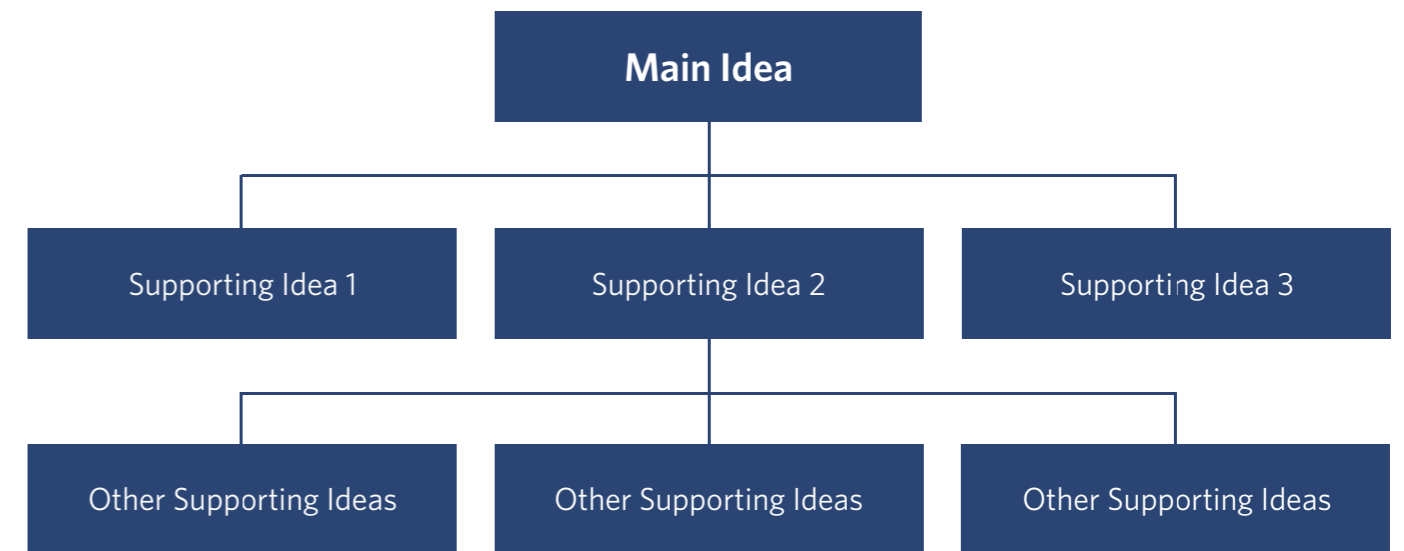 Main Idea
Supporting Idea 1
Supporting Idea 2
Supporting Idea 3
Other Supporting Ideas
Other Supporting Ideas
Other Supporting Ideas